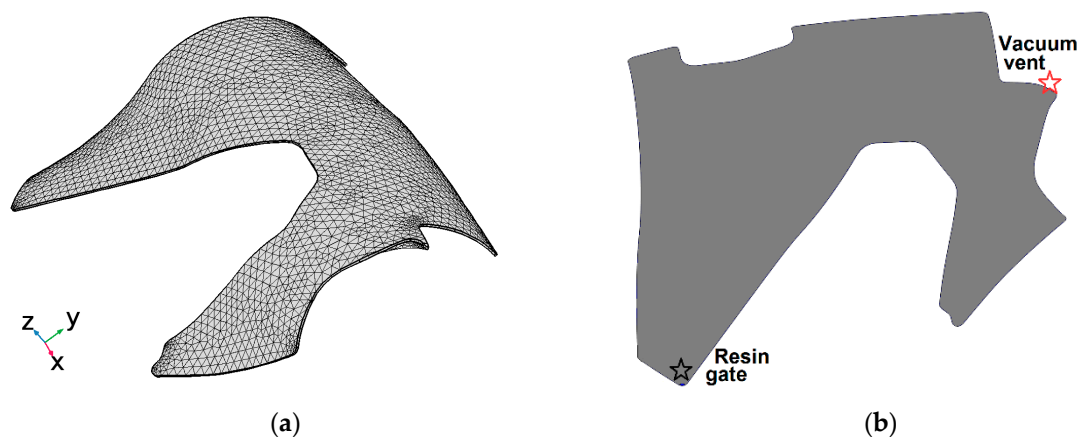 z
y
x
(a)
Vacuum
vent
Resin
gate
(b)